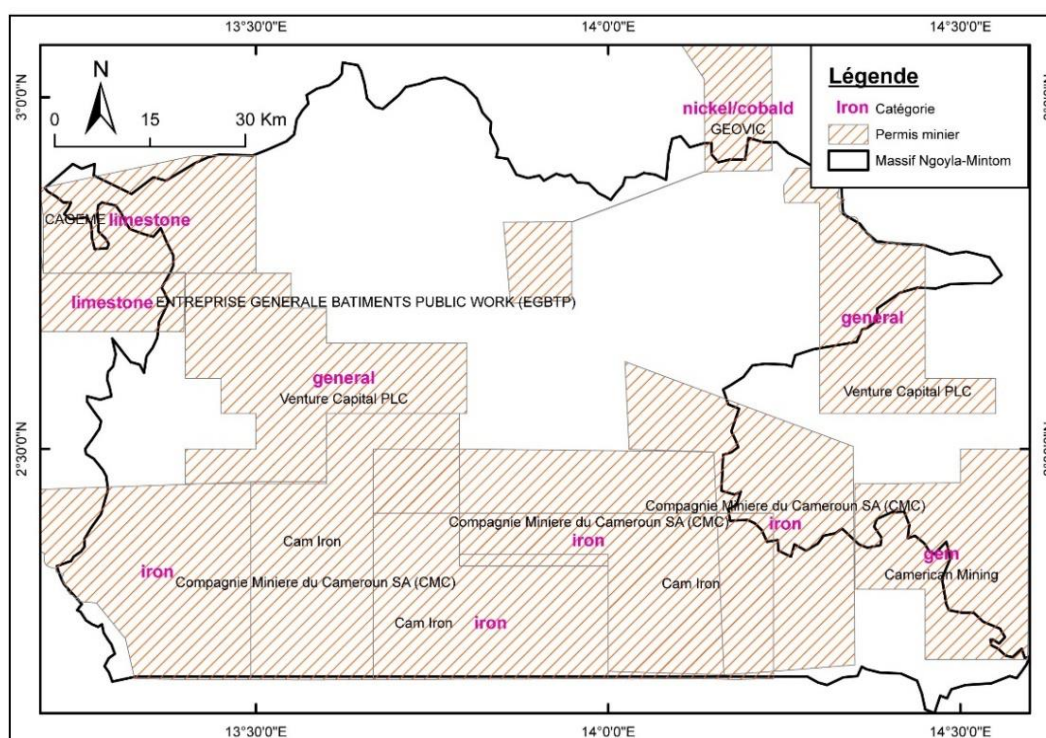 13°30'0"E 14°0'0"E 14°30'0"E
3°0'0"N
N
0 15 30 Km
Légende
Iron Catégorie
Permis minier
Massif Ngoyla-Mintom
nickel/cobald
GEOVIC
CAGEME limestone
limestone ENTREPRISE GENERALE BATIMENTS PUBLIC WORK (EGBTP)
general
general
Venture Capital PLC
Venture Capital PLC
2°30'0"N
Compagnie Miniere du Cameroun SA (CMC)
Compagnie Miniere du Cameroun SA (CMC)
iron
Cam Iron
iron
gem
iron
Compagnie Miniere du Cameroun SA (CMC)
Cam Iron
Camerican Mining
Cam Iron
iron
13°30'0"E 14°0'0"E 14°30'0"E